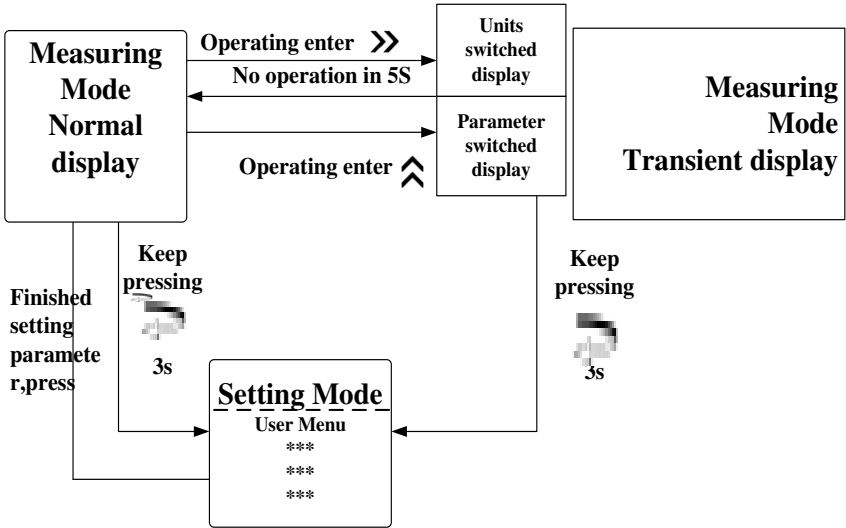 Measuring
Mode
Normal
display
Operating enter
No operation in 5S
Operating enter
Units
switched
display
Parameter
switched
display
Measuring
Mode
Transient display
Keep
pressing
3s
Keep
pressing
3s
Finished
setting
paramete
r,press
Setting Mode
User Menu
***
***
***